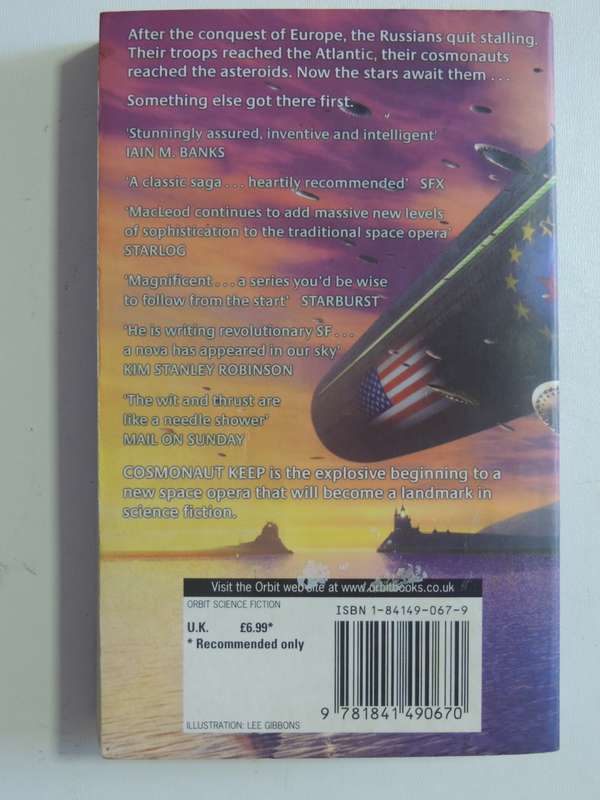 After the conquest of Europe, the Russians quit stalling.
Their troops reached the Atlantic, their cosmonauts
reached the asteroids. Now the stars await them . . .
Something else got there first.
'Stunningly assured, inventive and intelligent'
IAIN M. BANKS
'A classic saga . . . heartily recommended' SFX
'MacLeod continues to add massive new levels
of sophistication to the traditional space opera'
STARLOG
'Magnificent . . . a series you'd be wise
to follow from the start' STARBURST
'He is writing revolutionary SF . . .
a nova has appeared in our sky'
KIM STANLEY ROBINSON
'The wit and thrust are
like a needle shower'
MAIL ON SUNDAY
COSMONAUT KEEP is the explosive beginning to a
new space opera that will become a landmark in
science fiction.
Visit the Orbit web site at www.orbitbooks.co.uk
ORBIT SCIENCE FICTION
U.K. £6.99*
* Recommended only
ISBN 1-84149-067-9
9 781841 490670
ILLUSTRATION: LEE GIBBONS